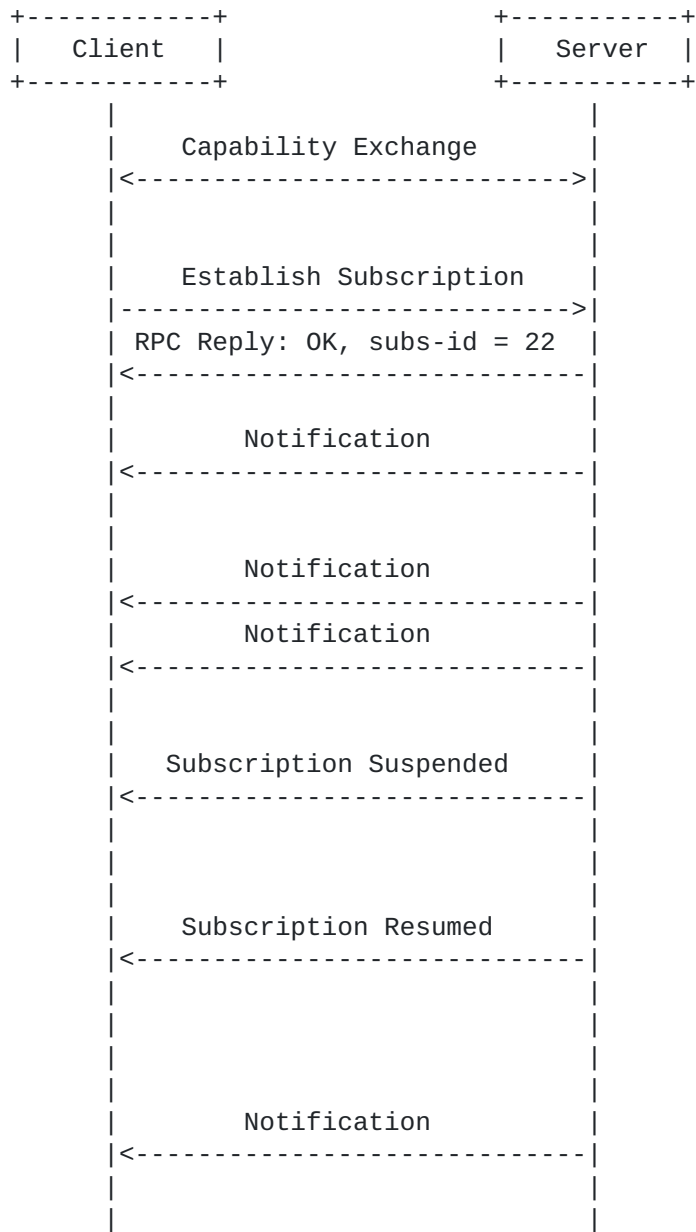 Client Server
Capability Exchange
Establish Subscription
RPC Reply: OK, subs-id = 22
Notification
Notification
Notification
Subscription Suspended
Subscription Resumed
Notification